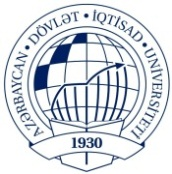 AZƏRBAYCAN • DÖVLƏT • İQTİSAD • UNİVERSİTETİ
1930